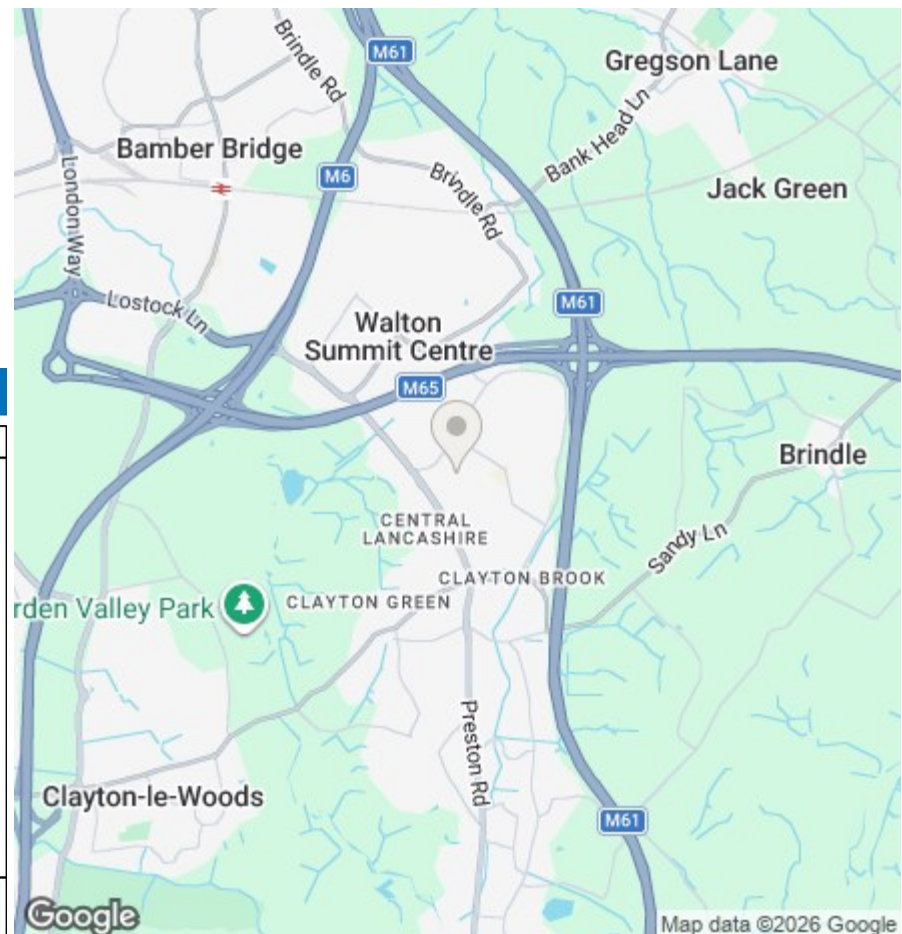 M61
Gregson Lane
Brindle Rd
Bank Head Ln
Bamber Bridge
M6
Brindle Rd
Jack Green
London Way
Lostock Ln
M61
Walton
Summit Centre
M65
Brindle
CENTRAL
LANCASHIRE
Sandy Ln
CLAYTON BROOK
rden Valley Park
CLAYTON GREEN
Preston Rd
Clayton-le-Woods
M61
Google
Map data ©2026 Google